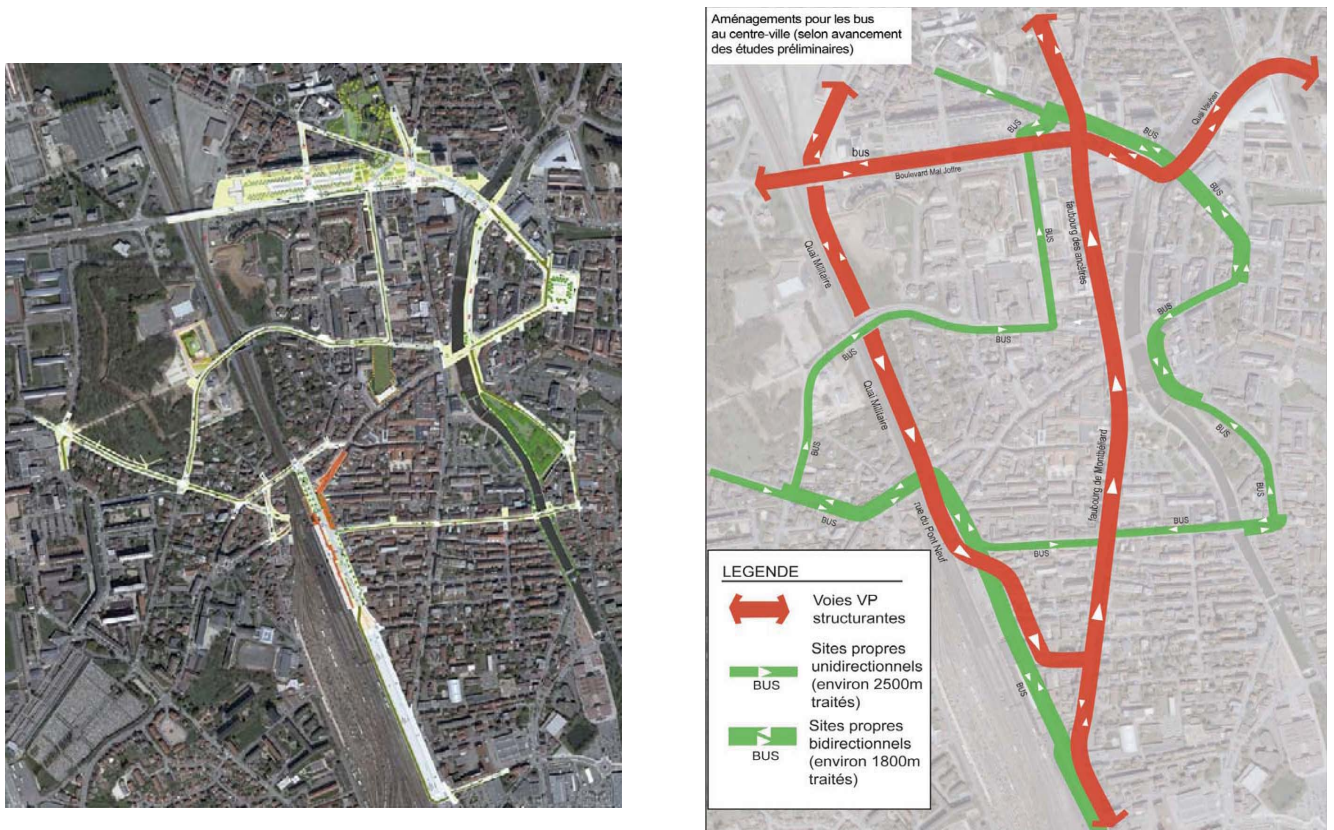 Aménagements pour les bus
au centre-ville (selon avancement
des études préliminaires)
Quai Vauban
BUS
BUS
BUS
bus
Boulevard Mal Joffre
BUS
Quai Militaire
faubourg des ancêtres
BUS
BUS
BUS
BUS
Quai Militaire
BUS
BUS
faubourg de Montbéliard
BUS
BUS
rue du Pont Neuf
BUS
BUS
BUS
LEGENDE
Voies VP
structurantes
Sites propres
unidirectionnels
(environ 2500m
traités)
BUS
Sites propres
bidirectionnels
(environ 1800m
traités)
BUS